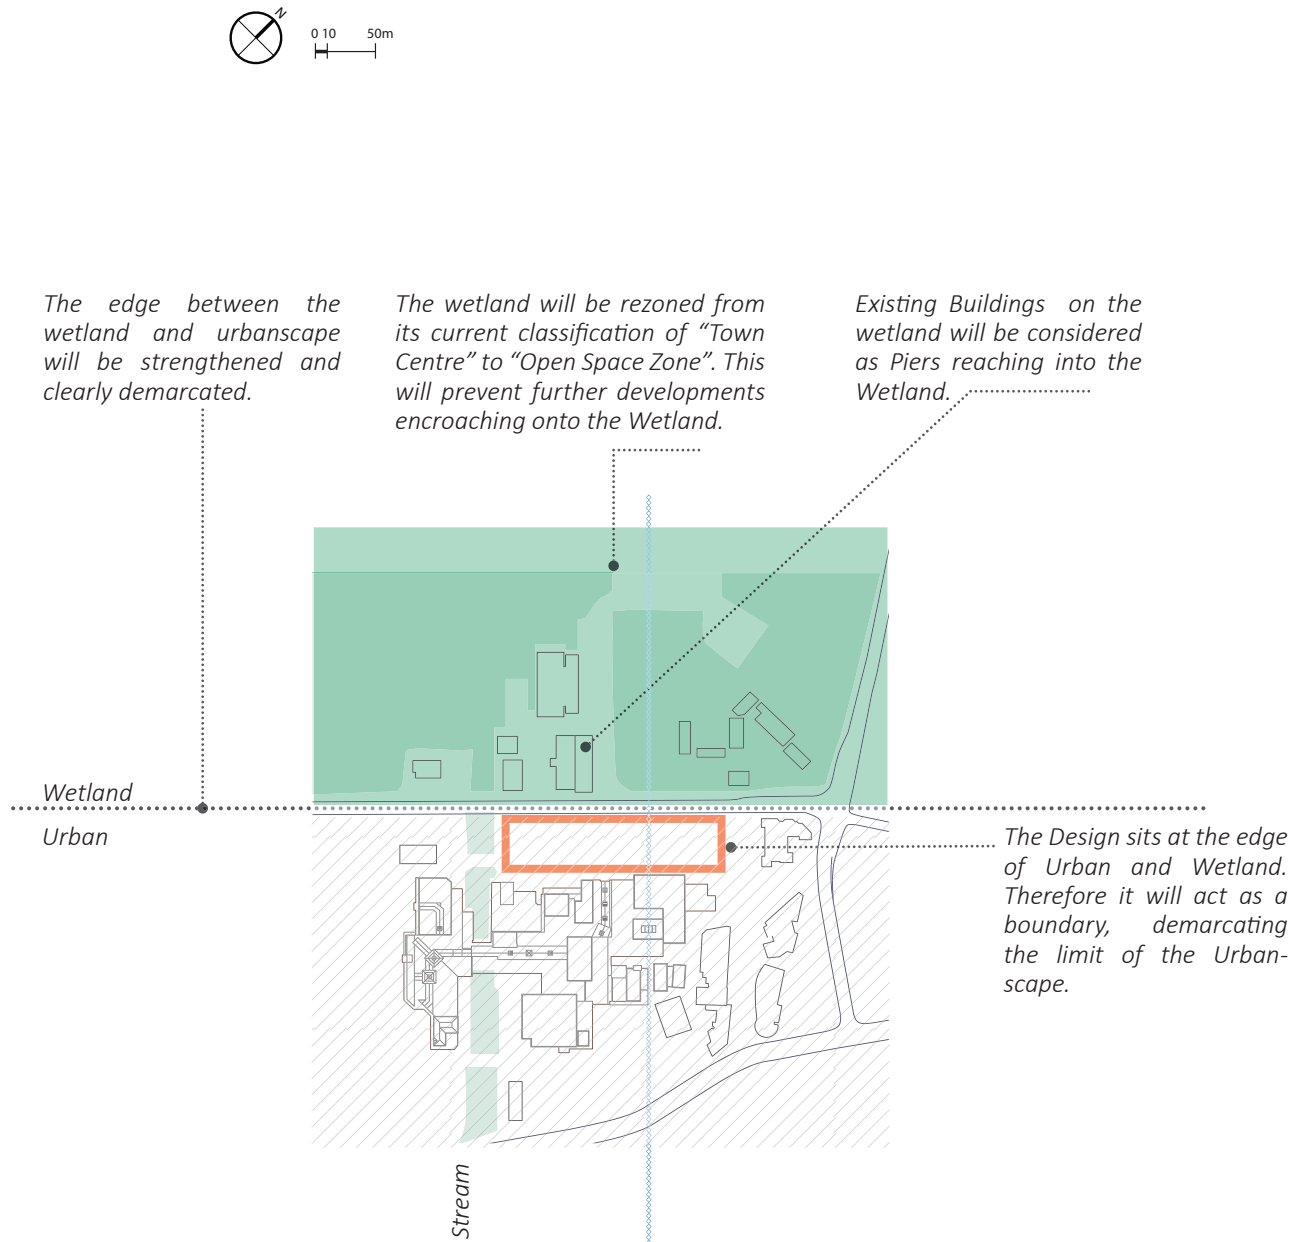 N
0 10 50m
The edge between the
wetland and urbanscape
will be strengthened and
clearly demarcated.
The wetland will be rezoned from
its current classification of “Town
Centre” to “Open Space Zone”. This
will prevent further developments
encroaching onto the Wetland.
Existing Buildings on the
wetland will be considered
as Piers reaching into the
Wetland.
Wetland
Urban
The Design sits at the edge
of Urban and Wetland.
Therefore it will act as a
boundary, demarcating
the limit of the Urban-
scape.
Stream